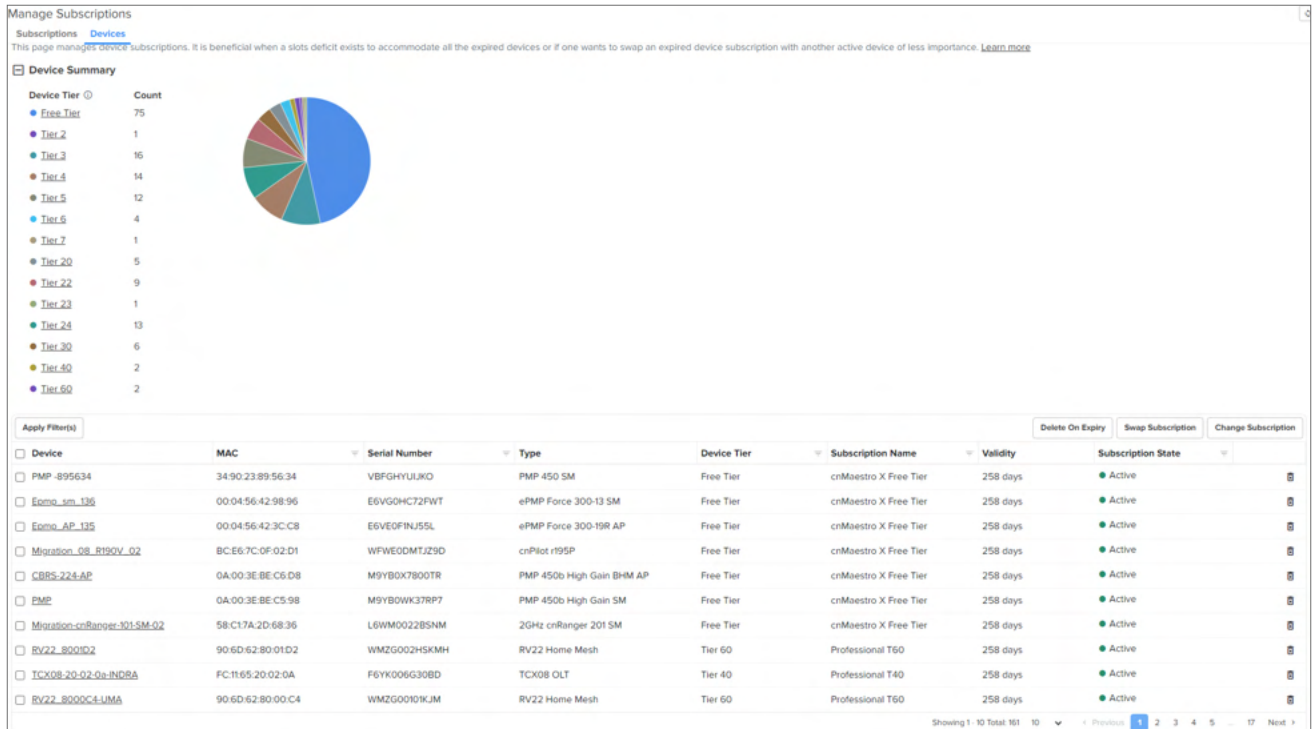 Manage Subscriptions
Subscriptions Devices
This page manages device subscriptions. It is beneficial when a slots deficit exists to accommodate all the expired devices or if one wants to swap an expired device subscription with another active device of less importance. Learn more
Device Summary
Device Tier Count
Free Tier 75
Tier 2 1
Tier 3 16
Tier 4 14
Tier 5 12
Tier 6 4
Tier 7 1
Tier 20 5
Tier 22 9
Tier 23 1
Tier 24 13
Tier 30 6
Tier 40 2
Tier 60 2
Apply Filter(s) Delete On Expiry Swap Subscription Change Subscription
Device MAC Serial Number Type Device Tier Subscription Name Validity Subscription State
PMP -895634 34:90:23:89:56:34 VBFGHYUIJKO PMP 450 SM Free Tier cnMaestro X Free Tier 258 days Active
Epmp_sm_136 00:04:56:42:98:96 E6VG0HC72FWT ePMP Force 300-13 SM Free Tier cnMaestro X Free Tier 258 days Active
Epmp_AP_135 00:04:56:42:3C:C8 E6VE0F1NJ55L ePMP Force 300-19R AP Free Tier cnMaestro X Free Tier 258 days Active
Migration_08_R190V_02 BC:E6:7C:0F:02:D1 WFWE0DMTJZ9D cnPilot r195P Free Tier cnMaestro X Free Tier 258 days Active
CBRS-224-AP 0A:00:3E:BE:C6:D8 M9YB0X7800TR PMP 450b High Gain BHM AP Free Tier cnMaestro X Free Tier 258 days Active
PMP 0A:00:3E:BE:C5:98 M9YB0WK37RP7 PMP 450b High Gain SM Free Tier cnMaestro X Free Tier 258 days Active
Migration-cnRanger-101-SM-02 58:C1:7A:2D:68:36 L6WM0022BSNM 2GHz cnRanger 201 SM Free Tier cnMaestro X Free Tier 258 days Active
RV22_8001D2 90:6D:62:80:01:D2 WMZG002HSKMH RV22 Home Mesh Tier 60 Professional T60 258 days Active
TCX08-20-02-0a-INDRA FC:11:65:20:02:0A F6YK006G30BD TCX08 OLT Tier 40 Professional T40 258 days Active
RV22_8000C4-UMA 90:6D:62:80:00:C4 WMZG00101KJM RV22 Home Mesh Tier 60 Professional T60 258 days Active
Showing 1 - 10 Total: 161 10 < Previous 1 2 3 4 5 ... 17 Next >